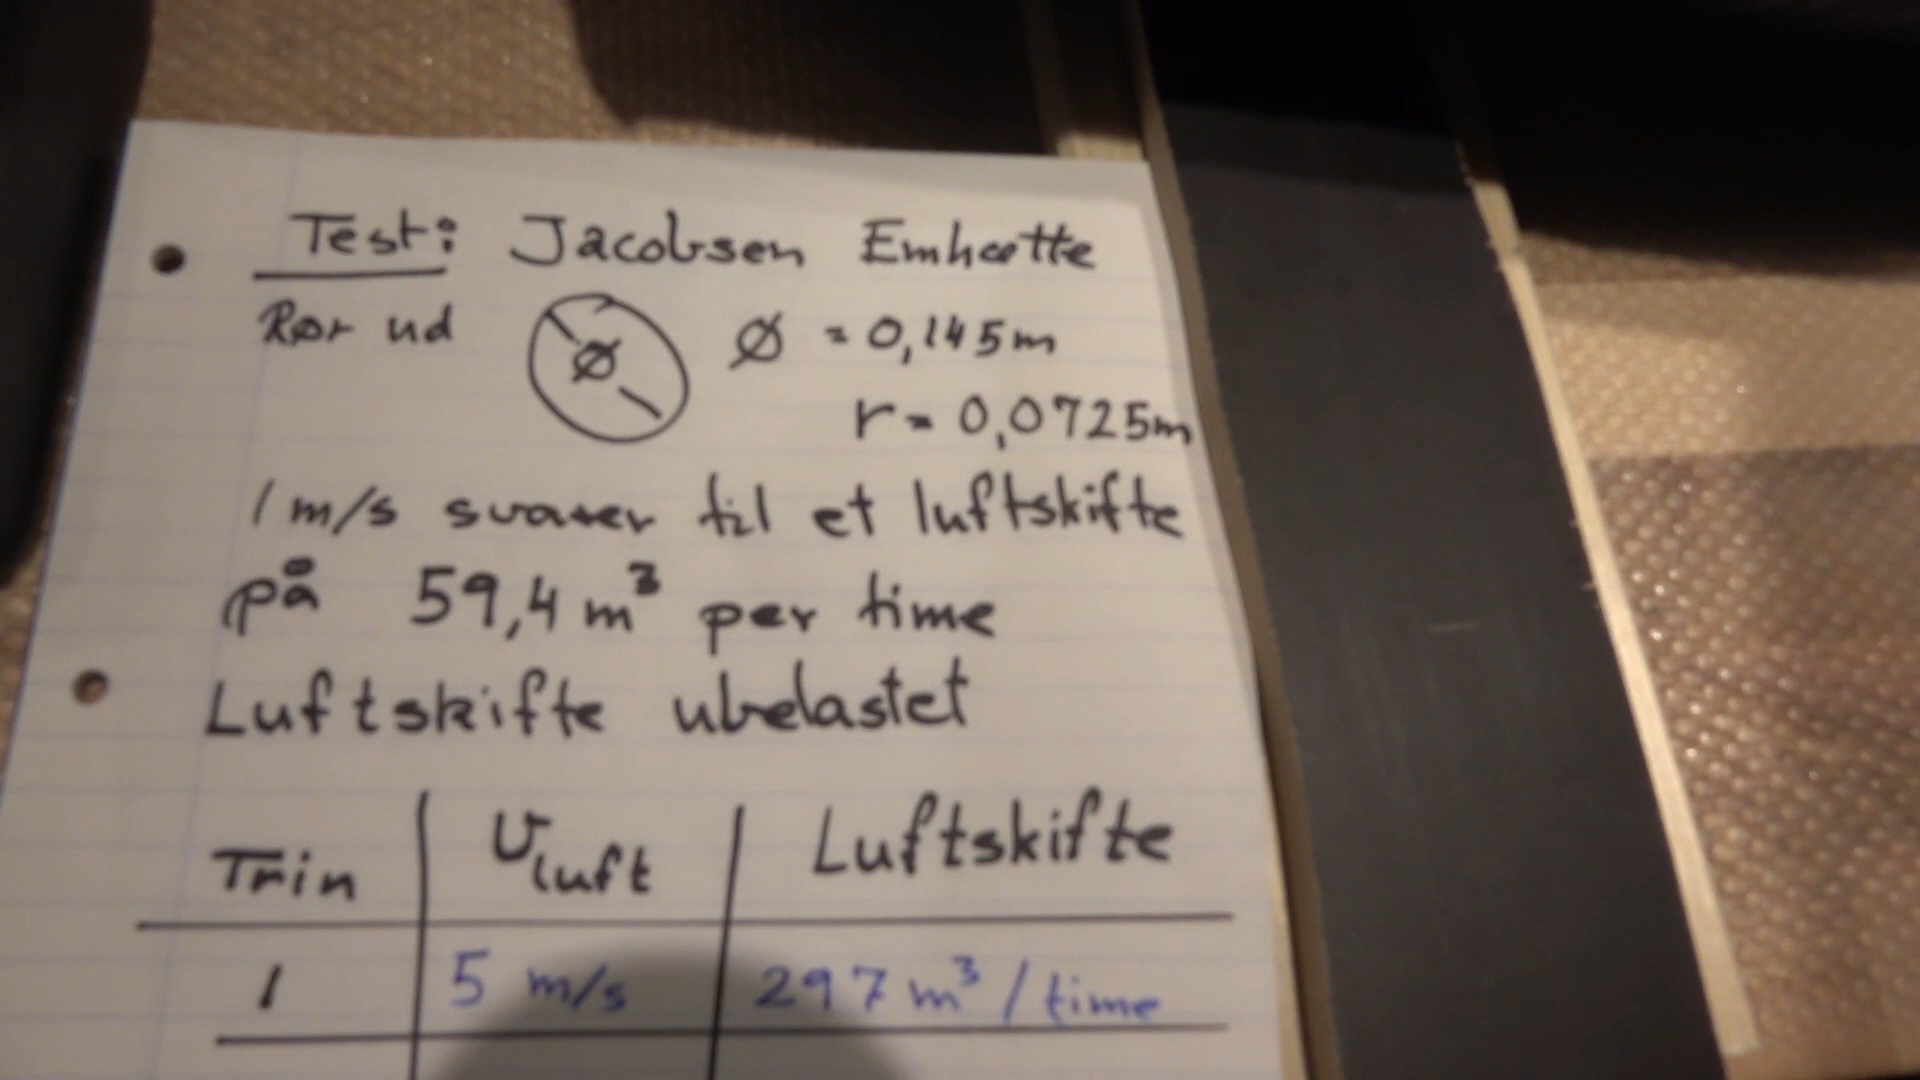 Test: Jacobsen Emhætte
Rør ud Ø Ø = 0,145m
r = 0,0725m
1 m/s svarer til et luftskifte
på 59,4 m³ per time
Luftskifte ubelastet
Trin Uluft Luftskifte
1 5 m/s 297 m³/time